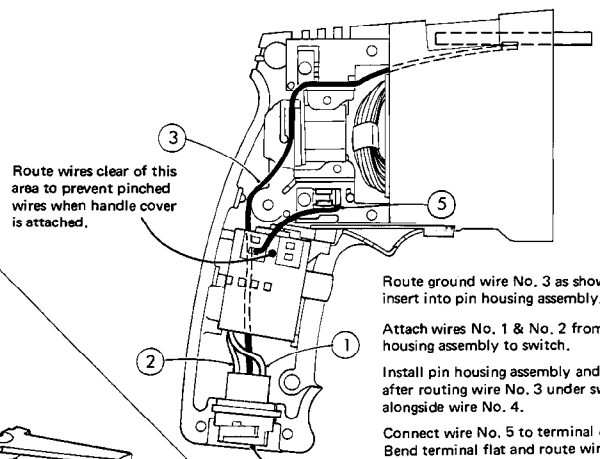 3
Route wires clear of this
area to prevent pinched
wires when handle cover
is attached.
5
2
1
Route ground wire No. 3 as
insert into pin housing assembly.
Attach wires No. 1 & No. 2 from
housing assembly to switch.
Install pin housing assembly and
after routing wire No. 3 under
alongside wire No. 4.
Connect wire No. 5 to terminal
Bend terminal flat and route